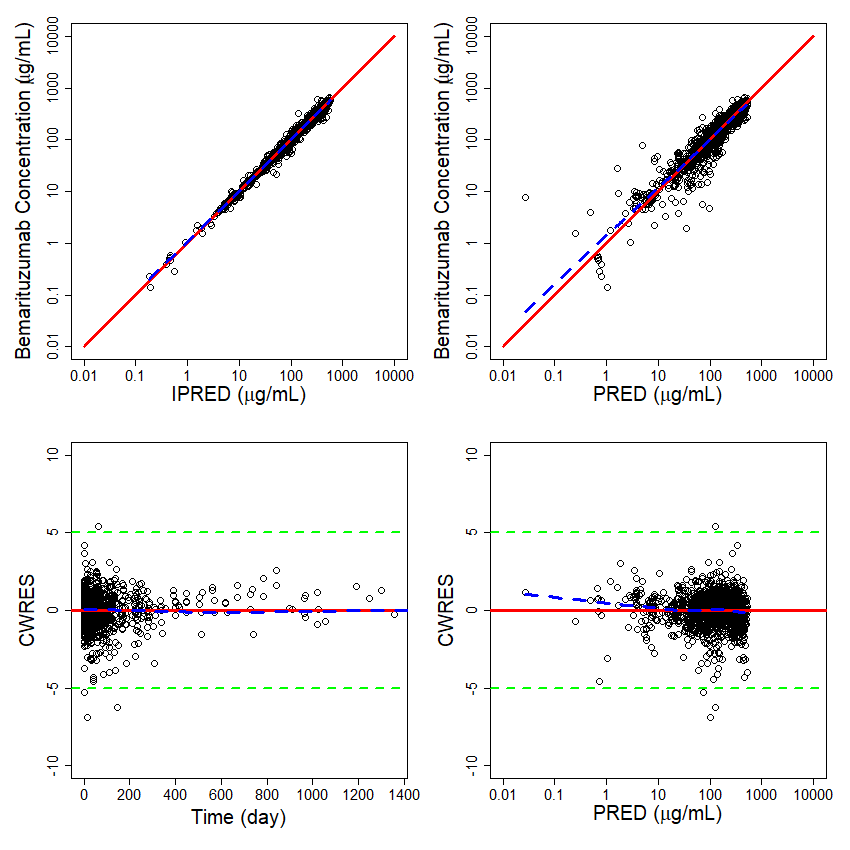 Bemarituzumab Concentration (µg/mL)
10000
1000
100
10
1
0.1
0.01
0.01 0.1 1 10 100 1000 10000
IPRED (µg/mL)
Bemarituzumab Concentration (µg/mL)
10000
1000
100
10
1
0.1
0.01
0.01 0.1 1 10 100 1000 10000
PRED (µg/mL)
CWRES
10
5
0
-5
-10
0 200 400 600 800 1000 1200 1400
Time (day)
CWRES
10
5
0
-5
-10
0.01 0.1 1 10 100 1000 10000
PRED (µg/mL)